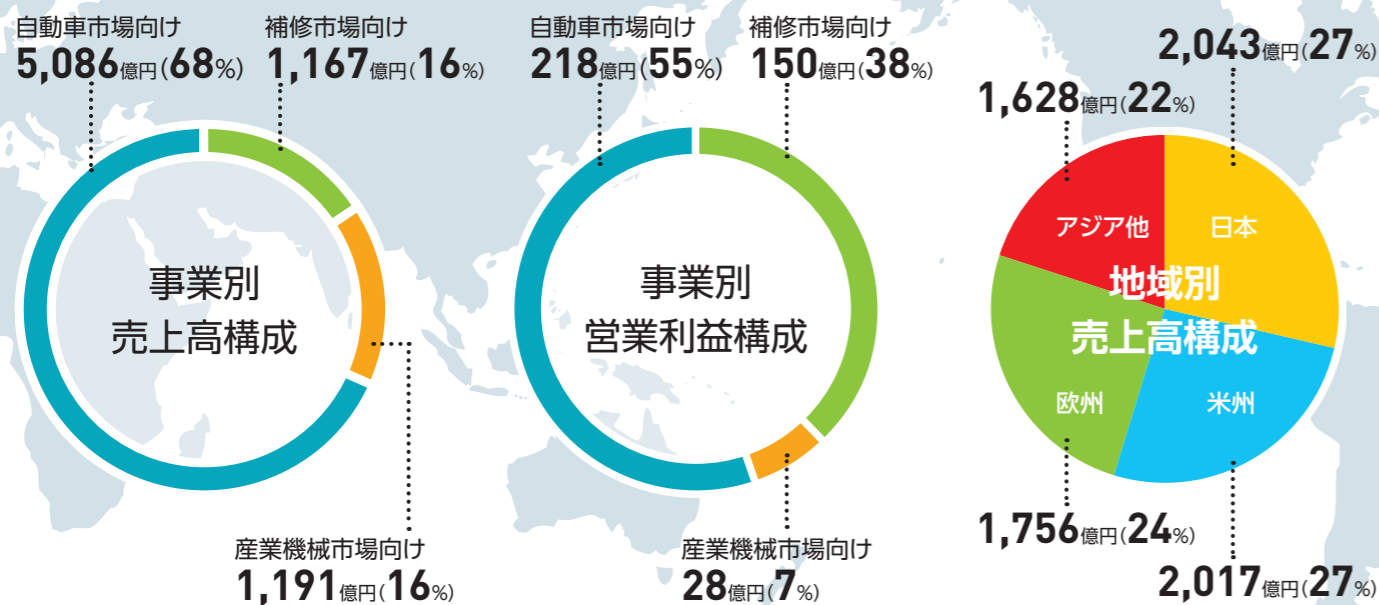 自動車市場向け
5,086億円(68%)
補修市場向け
1,167億円(16%)
事業別
売上高構成
産業機械市場向け
1,191億円(16%)
自動車市場向け
218億円(55%)
補修市場向け
150億円(38%)
事業別
営業利益構成
産業機械市場向け
28億円(7%)
2,043億円(27%)
1,628億円(22%)
アジア他
日本
地域別
売上高構成
欧州
米州
1,756億円(24%)
2,017億円(27%)